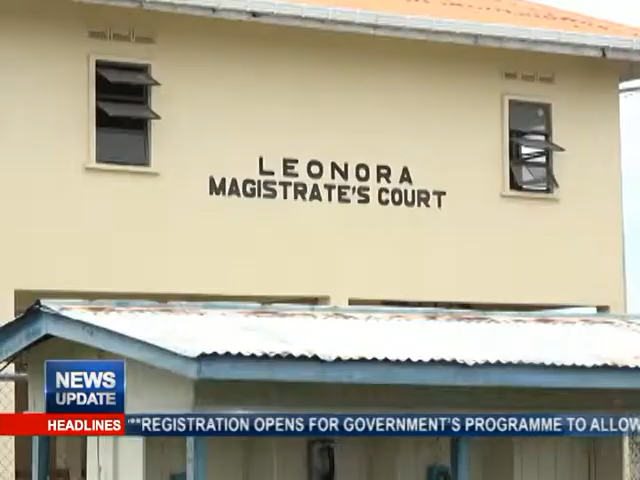 LEONORA
MAGISTRATE'S COURT
NEWS
UPDATE
HEADLINES
**REGISTRATION OPENS FOR GOVERNMENT'S PROGRAMME TO ALLOW